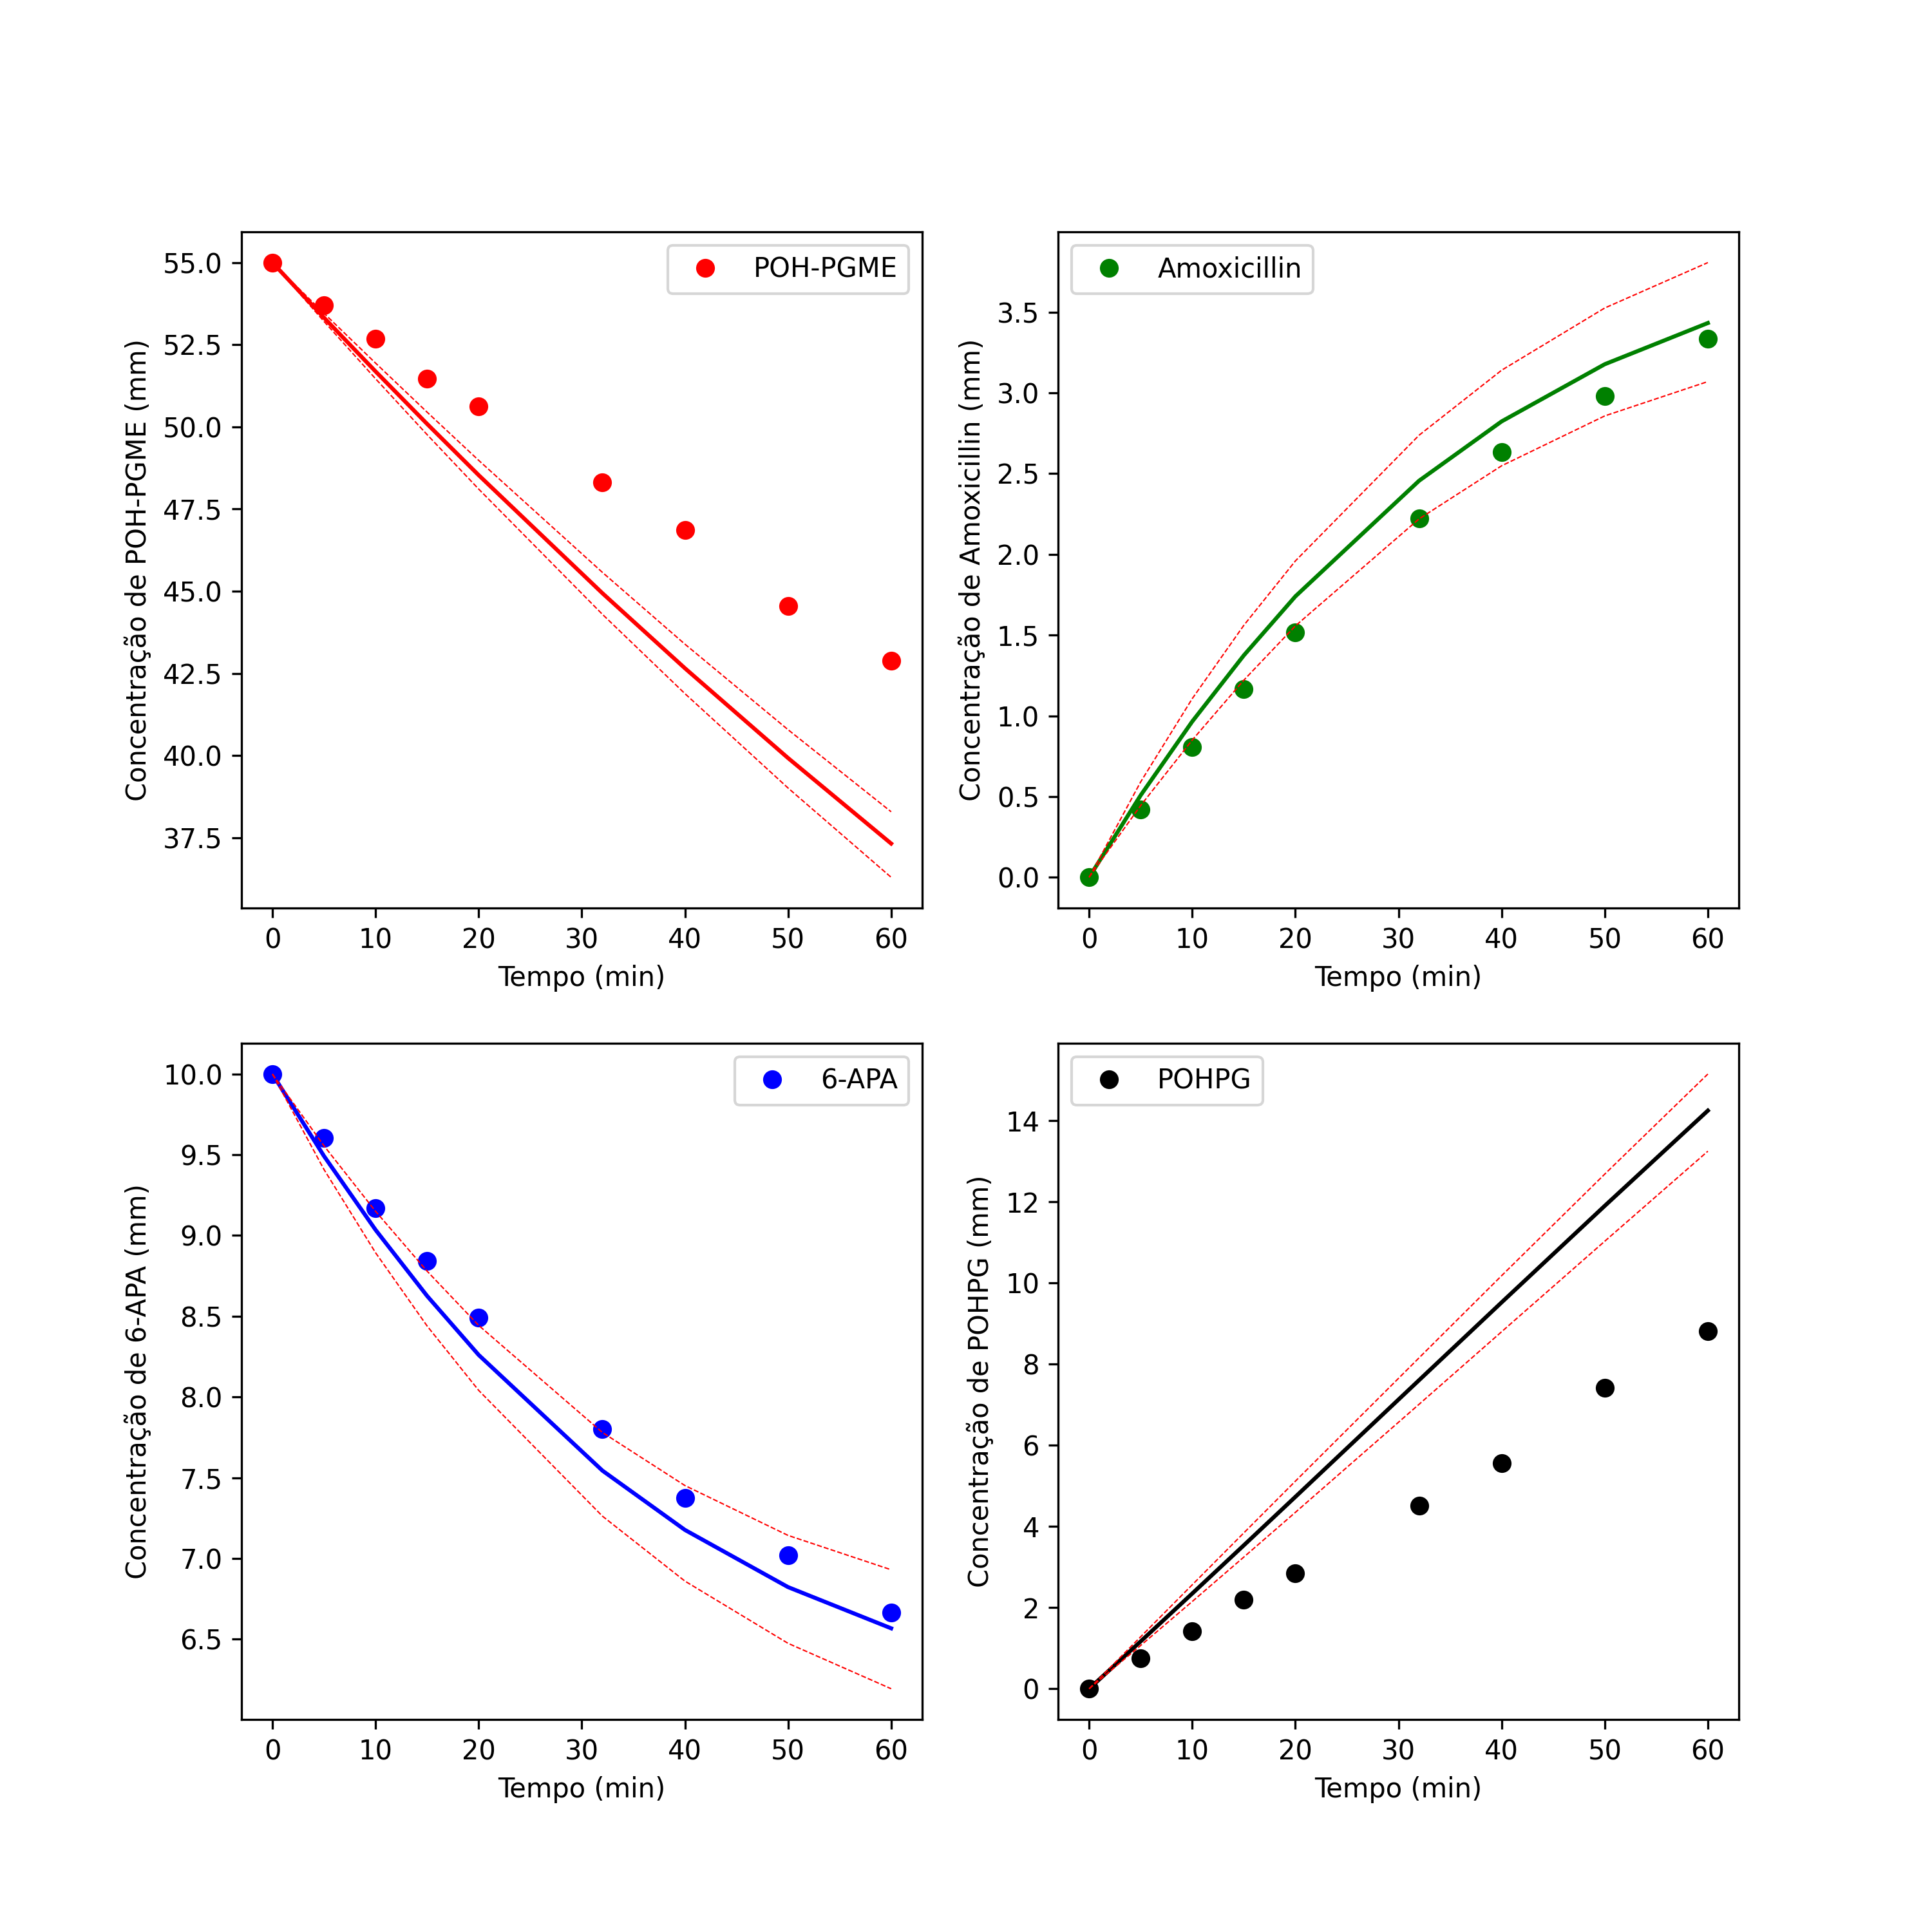 POH-PGME
55.0
52.5
50.0
47.5
45.0
42.5
40.0
37.5
Concentração de POH-PGME (mm)
0 10 20 30 40 50 60
Tempo (min)
Amoxicillin
3.5
3.0
2.5
2.0
1.5
1.0
0.5
0.0
Concentração de Amoxicillin (mm)
0 10 20 30 40 50 60
Tempo (min)
6-APA
10.0
9.5
9.0
8.5
8.0
7.5
7.0
6.5
Concentração de 6-APA (mm)
0 10 20 30 40 50 60
Tempo (min)
POHPG
14
12
10
8
6
4
2
0
Concentração de POHPG (mm)
0 10 20 30 40 50 60
Tempo (min)